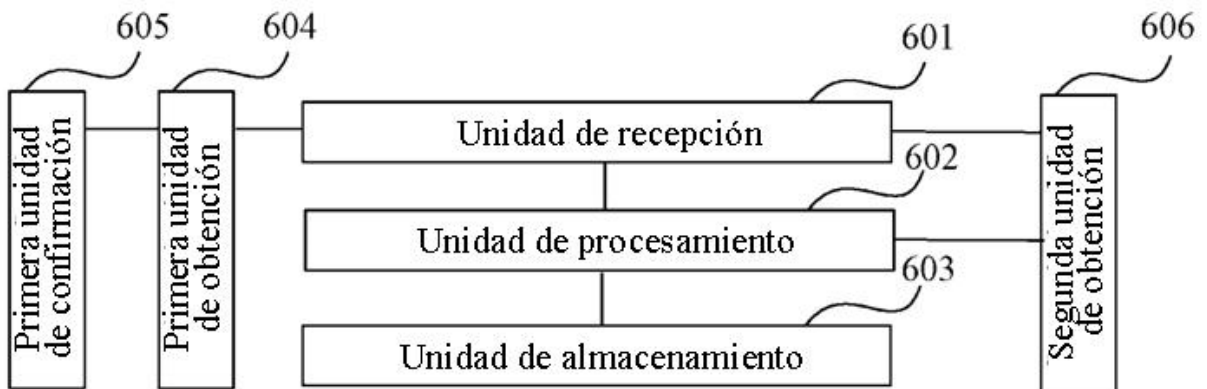 605
604
601
606
Primera unidad
de confirmación
Primera unidad
de obtención
Unidad de recepción
602
Unidad de procesamiento
603
Unidad de almacenamiento
Segunda unidad
de obtención